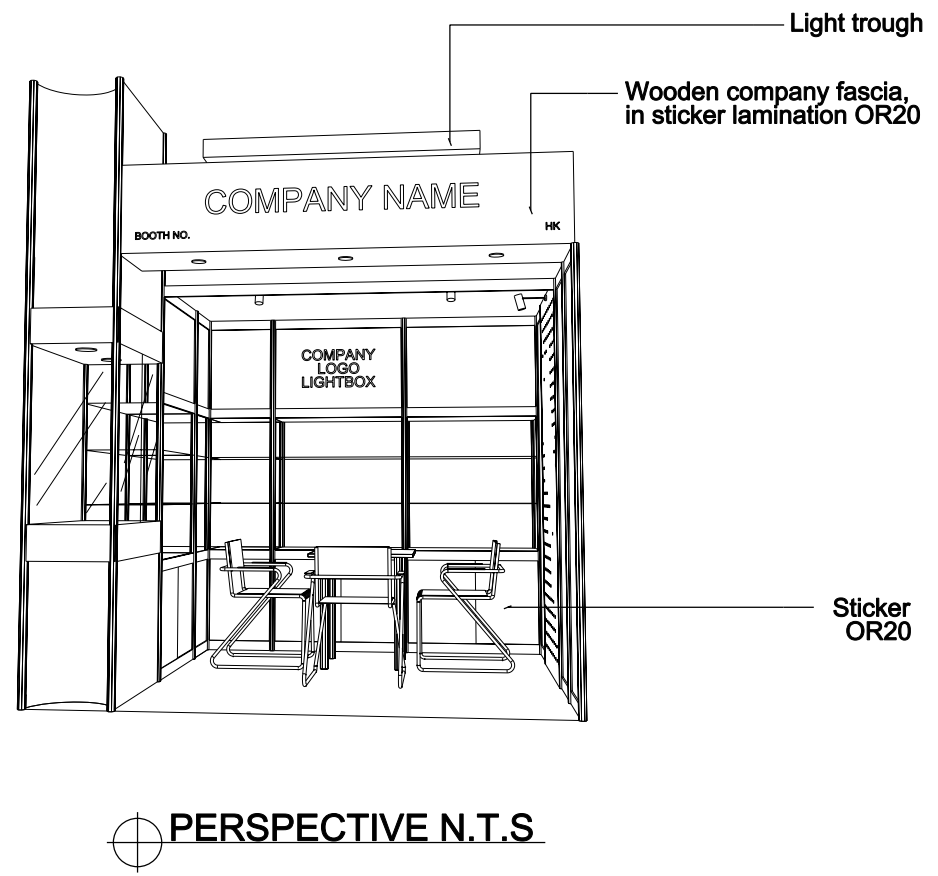 Light trough
Wooden company fascia,
in sticker lamination OR20
COMPANY NAME
BOOTH NO.
HK
COMPANY
LOGO
LIGHTBOX
Sticker
OR20
PERSPECTIVE N.T.S